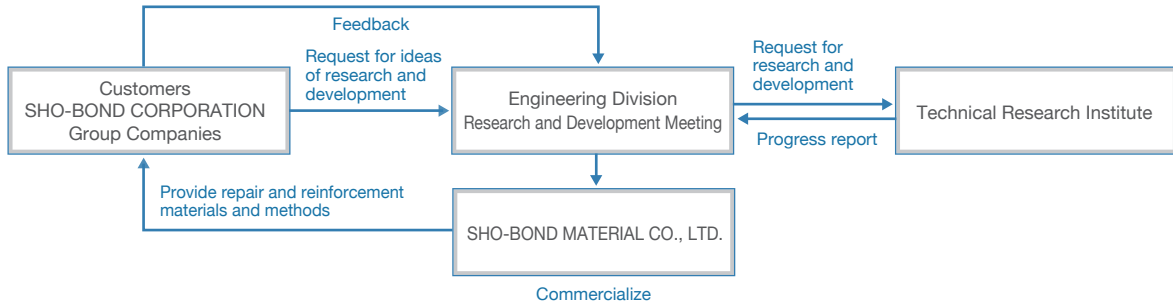 Feedback
Request for ideas
of research and
development
Customers
SHO-BOND CORPORATION
Group Companies
Engineering Division
Research and Development Meeting
Request for
research and
development
Progress report
Technical Research Institute
Provide repair and reinforcement
materials and methods
SHO-BOND MATERIAL CO., LTD.
Commercialize